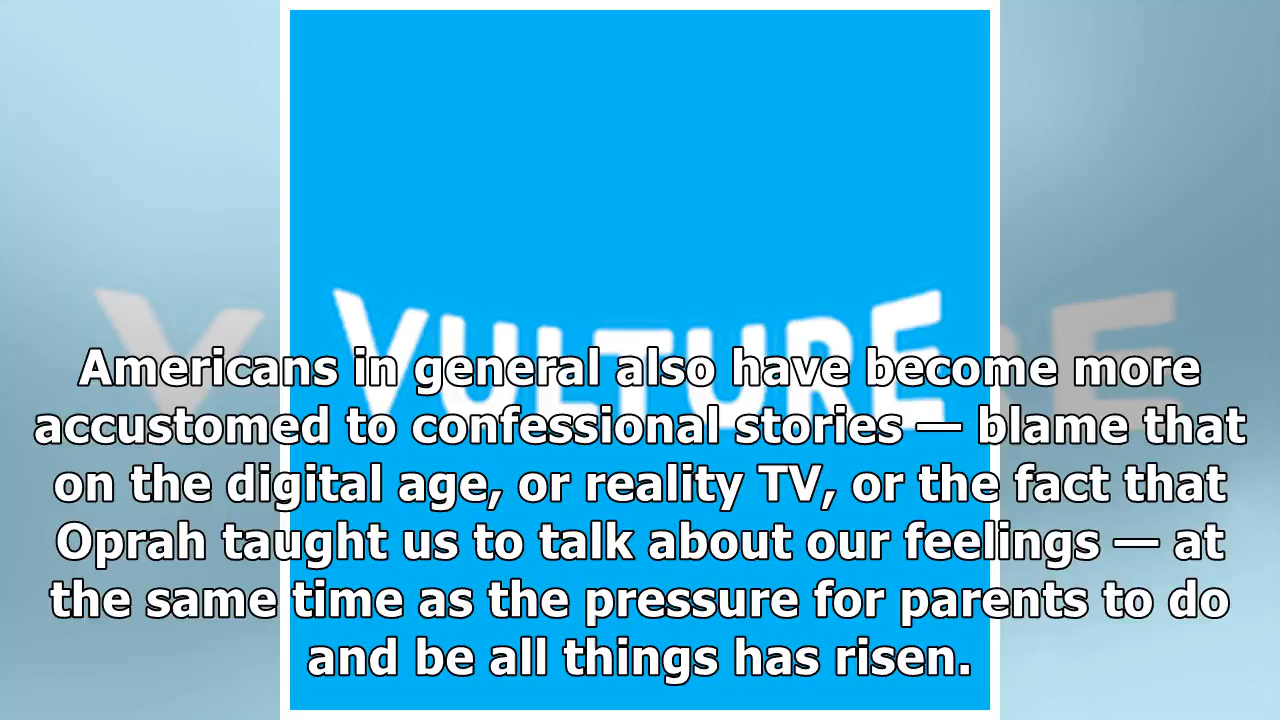 VULTURE
Americans in general also have become more
accustomed to confessional stories — blame that
on the digital age, or reality TV, or the fact that
Oprah taught us to talk about our feelings — at
the same time as the pressure for parents to do
and be all things has risen.